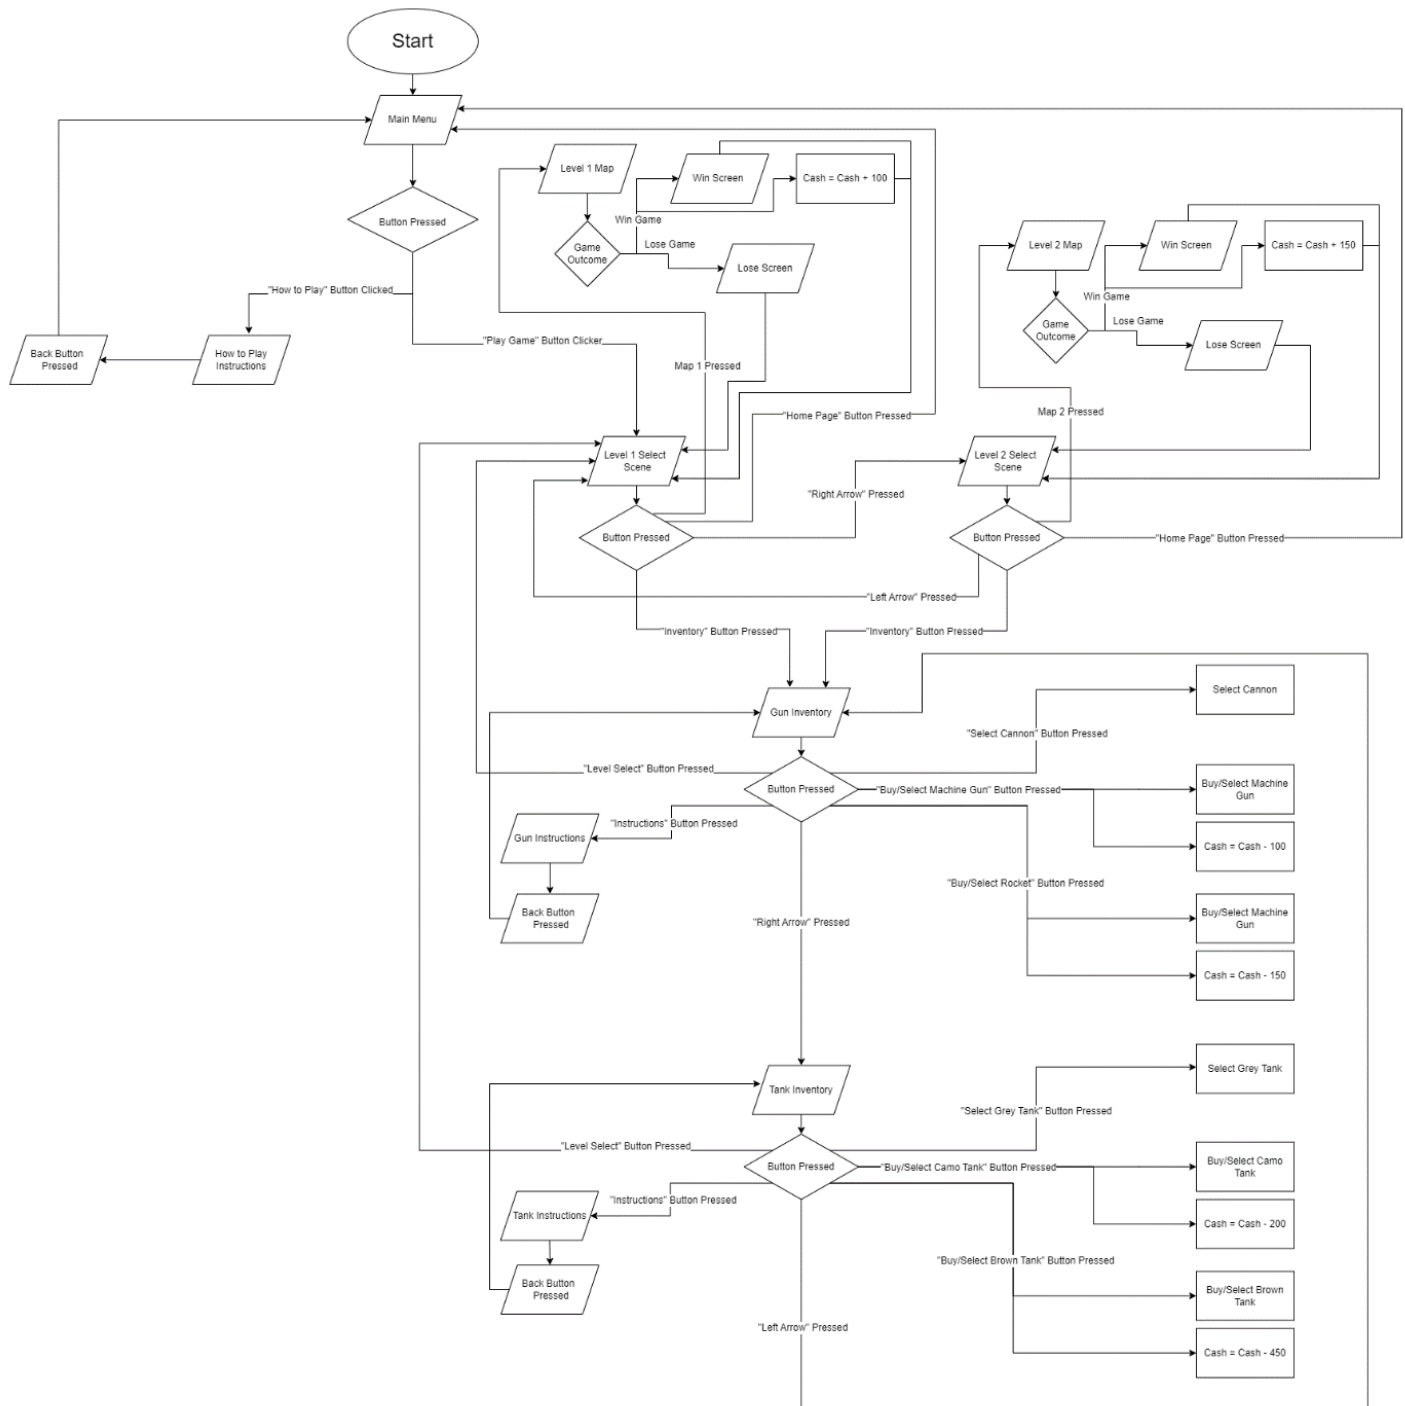 Start
Main Menu
Button Pressed
"How to Play" Button Clicked
How to Play
Instructions
Back Button
Pressed
"Play Game" Button Clicker
Level 1 Map
Game
Outcome
Win Game
Lose Game
Win Screen
Cash = Cash + 100
Lose Screen
Map 1 Pressed
"Home Page" Button Pressed
Level 2 Map
Game
Outcome
Win Game
Lose Game
Win Screen
Cash = Cash + 150
Lose Screen
Map 2 Pressed
Level 1 Select
Scene
"Right Arrow" Pressed
Level 2 Select
Scene
Button Pressed
Button Pressed
"Home Page" Button Pressed
"Left Arrow" Pressed
"Inventory" Button Pressed
"Inventory" Button Pressed
Gun Inventory
Select Cannon
"Select Cannon" Button Pressed
"Level Select" Button Pressed
Button Pressed
"Buy/Select Machine Gun" Button Pressed
Buy/Select Machine
Gun
"Instructions" Button Pressed
Gun Instructions
Cash = Cash - 100
"Buy/Select Rocket" Button Pressed
Back Button
Pressed
"Right Arrow" Pressed
Buy/Select Machine
Gun
Cash = Cash - 150
Tank Inventory
Select Grey Tank
"Select Grey Tank" Button Pressed
"Level Select" Button Pressed
Button Pressed
"Buy/Select Camo Tank" Button Pressed
Buy/Select Camo
Tank
"Instructions" Button Pressed
Tank Instructions
Cash = Cash - 200
"Buy/Select Brown Tank" Button Pressed
Back Button
Pressed
Buy/Select Brown
Tank
"Left Arrow" Pressed
Cash = Cash - 450